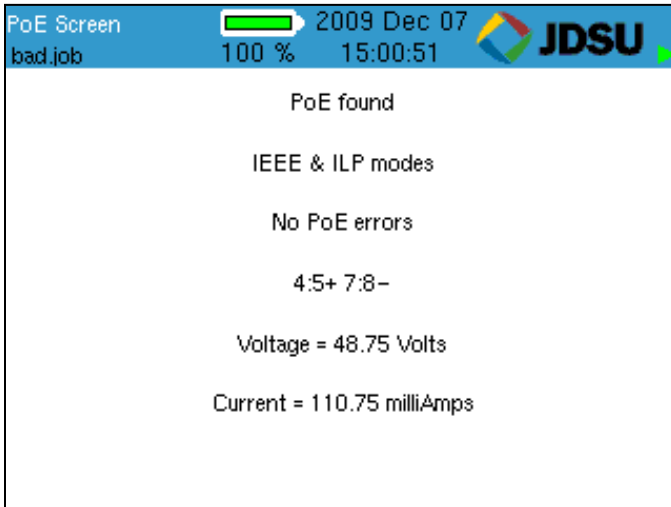 PoE Screen 2009 Dec 07 JDSU
bad.job 100 % 15:00:51
PoE found
IEEE & ILP modes
No PoE errors
4:5+ 7:8-
Voltage = 48.75 Volts
Current = 110.75 milliAmps